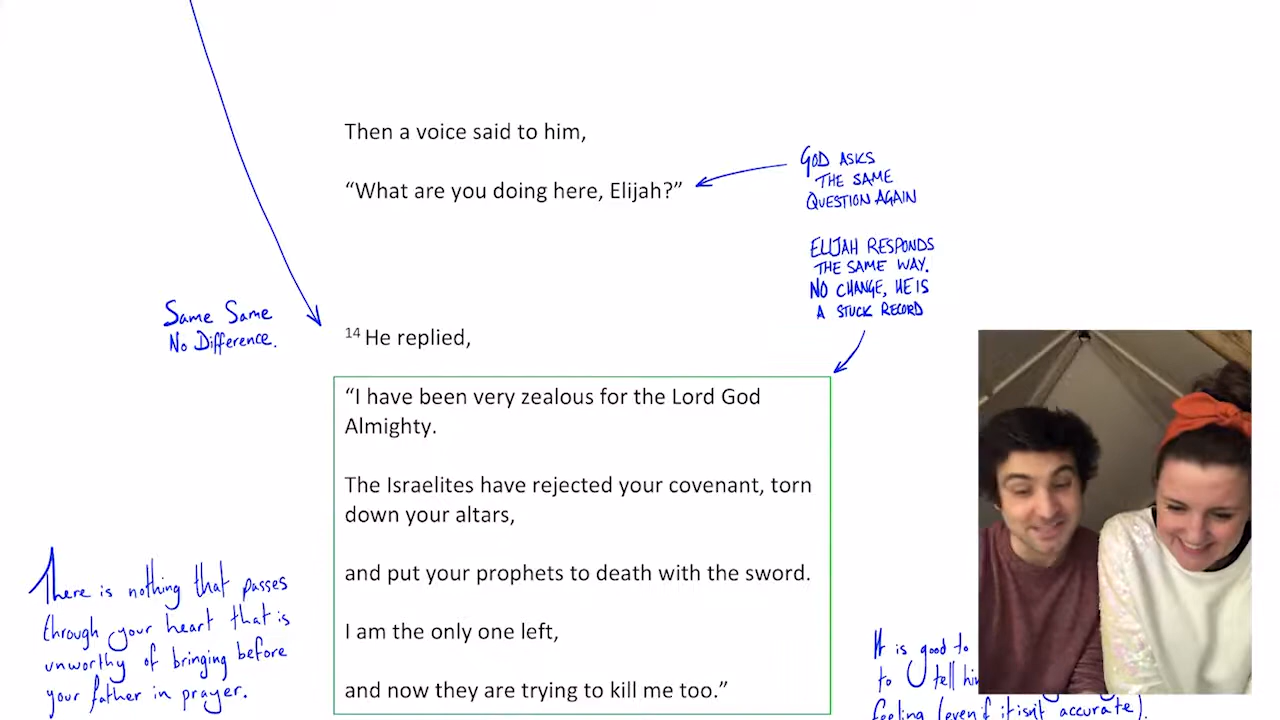 Then a voice said to him,
“What are you doing here, Elijah?”
GOD ASKS
THE SAME
QUESTION AGAIN
ELIJAH RESPONDS
THE SAME WAY.
NO CHANGE, HE IS
A STUCK RECORD
Same Same
No Difference.
14 He replied,
“I have been very zealous for the Lord God
Almighty.
The Israelites have rejected your covenant, torn
down your altars,
and put your prophets to death with the sword.
I am the only one left,
and now they are trying to kill me too.”
There is nothing that passes
through your heart that is
unworthy of bringing before
your father in prayer.
It is good to
to tell him
feeling (even if it isn't accurate).